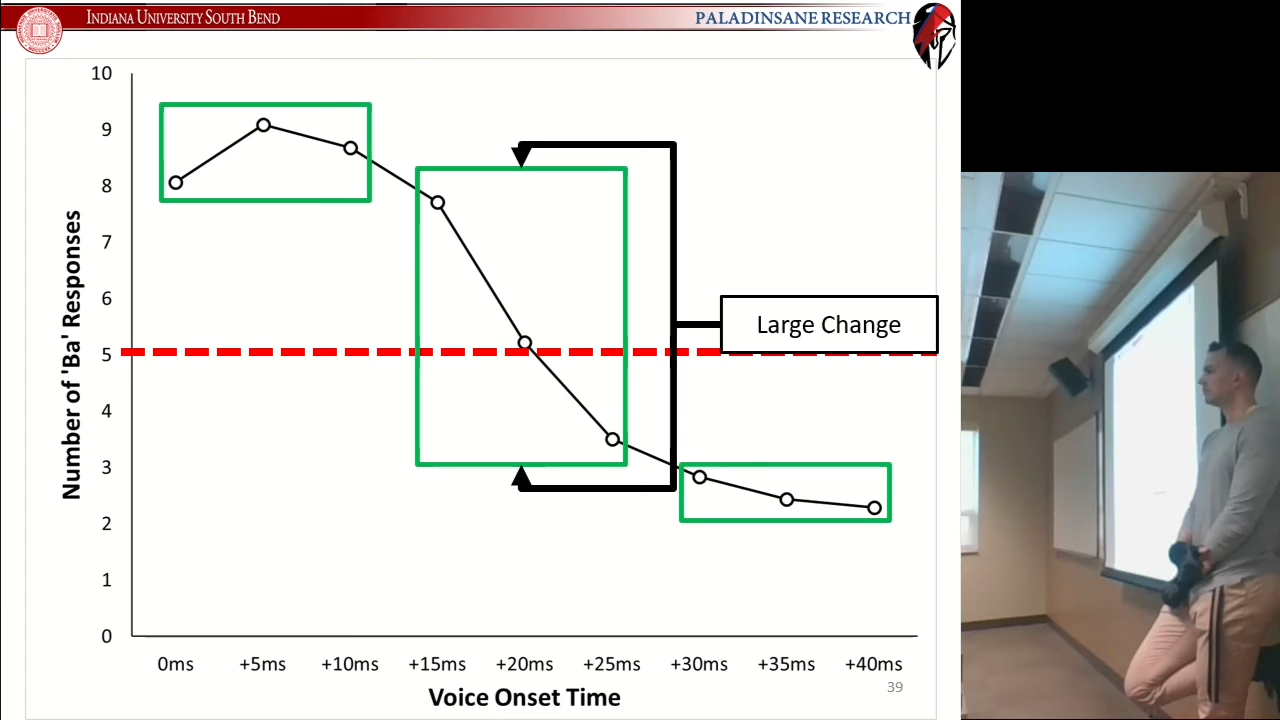 INDIANA UNIVERSITY SOUTH BEND
PALADINSANE RESEARCH
10
9
8
7
6
5
4
3
2
1
0
Number of 'Ba' Responses
Large Change
0ms +5ms +10ms +15ms +20ms +25ms +30ms +35ms +40ms
Voice Onset Time
39